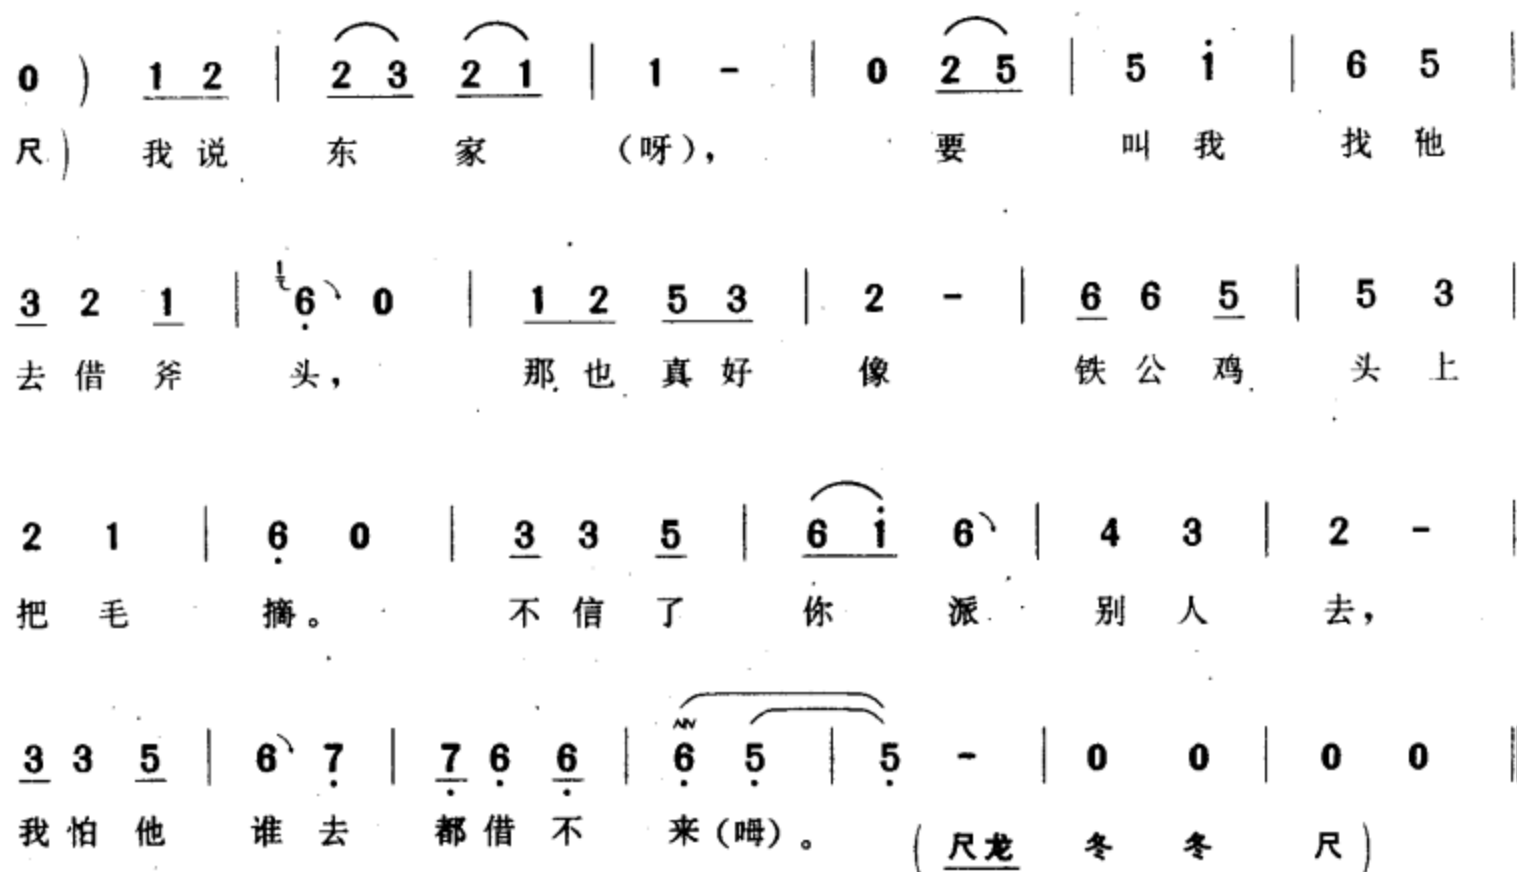 0 ) 1 2 | 2 3 2 1 | 1 - | 0 2 5 | 5 i | 6 5 |
尺) 我说 东 家 (呀), 要 叫我 找他
3 2 1 | 1 6 0 | 1 2 5 3 | 2 - | 6 6 5 | 5 3 |
去借斧 头, 那也真好 像 铁公鸡 头上
2 1 | 6 0 | 3 3 5 | 6 i 6 | 4 3 | 2 - |
把毛 摘。 不信了 你 派 别人 去,
3 3 5 | 6 7 | 7 6 6 | 6 5 | 5 - | 0 0 | 0 0 ‖
我怕他 谁去 都借不 来(呣)。 (尺龙 冬 冬 尺)